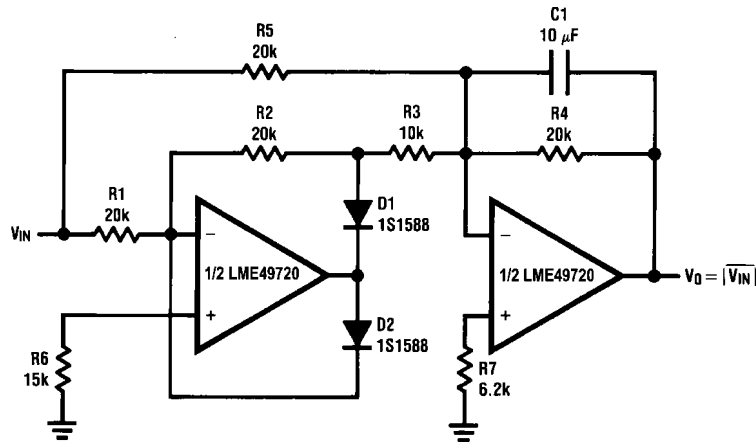 C1
10 µF
R5
20k
R2
20k
R3
10k
R4
20k
R1
20k
VIN
D1
1S1588
−
1/2 LME49720
+
−
1/2 LME49720
+
VO = |VIN|
D2
1S1588
R6
15k
R7
6.2k